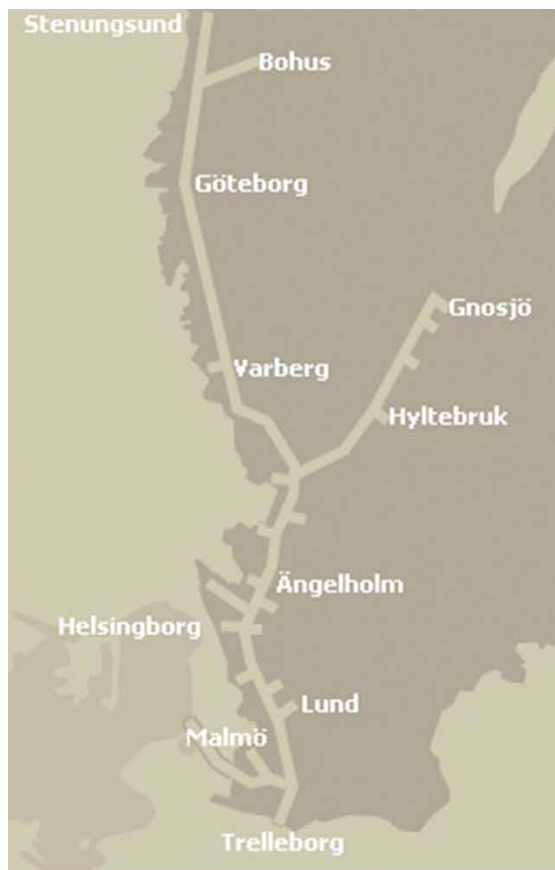 Stenungsund
Bohus
Göteborg
Gnosjö
Varberg
Hyltebruk
Ängelholm
Helsingborg
Lund
Malmö
Trelleborg